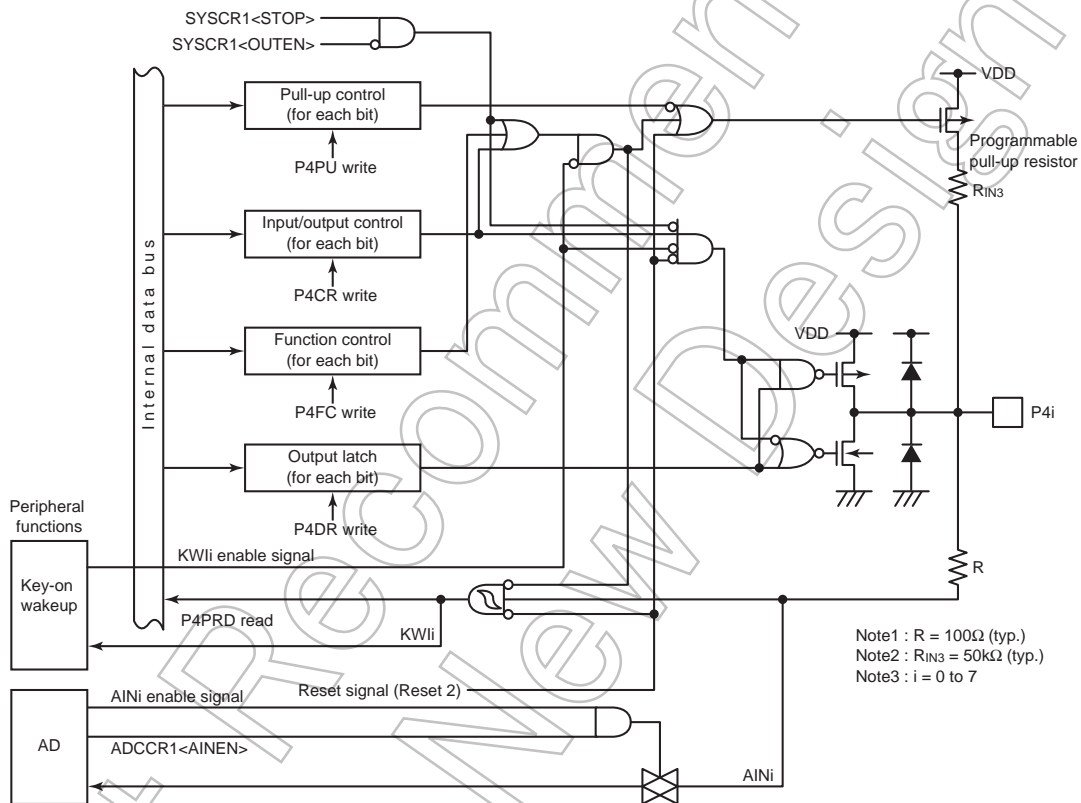 SYSCR1<STOP>
SYSCR1<OUTEN>
VDD
Pull-up control
(for each bit)
P4PU write
Programmable
pull-up resistor
RIN3
Input/output control
(for each bit)
P4CR write
Internal data bus
VDD
Function control
(for each bit)
P4FC write
P4i
Output latch
(for each bit)
P4DR write
Peripheral
functions
KWIi enable signal
Key-on
wakeup
R
P4PRD read
KWIi
Note1 : R = 100Ω (typ.)
Note2 : RIN3 = 50kΩ (typ.)
Note3 : i = 0 to 7
Reset signal (Reset 2)
AINi enable signal
AD
ADCCR1<AINEN>
AINi
Recommen
New Design